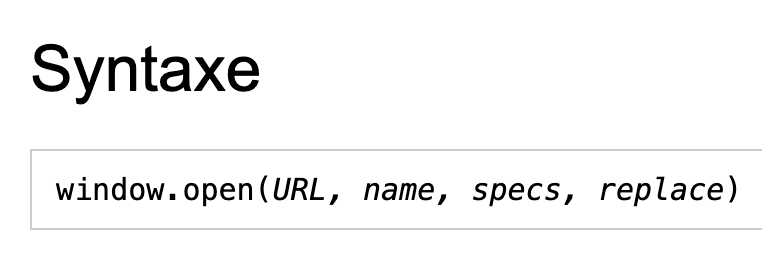 Syntaxe
window.open(URL, name, specs, replace)